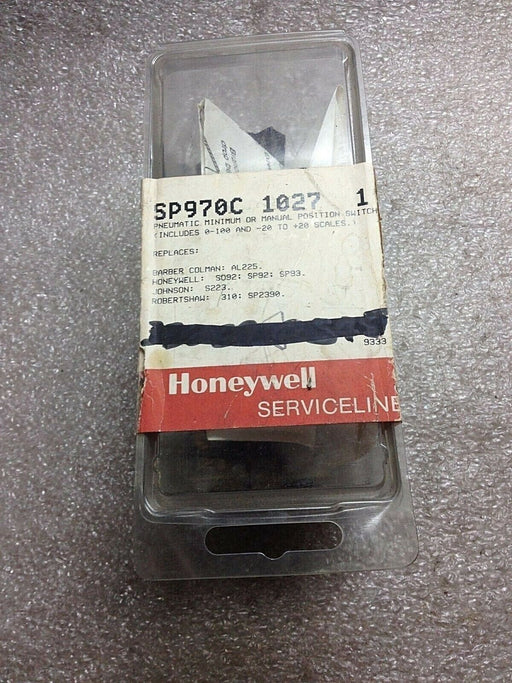 SP970C 1027 1
PNEUMATIC MINIMUM OR MANUAL POSITION SWITCH
(INCLUDES 0-100 AND -20 TO +20 SCALES.)
REPLACES:
BARBER COLMAN: AL225.
HONEYWELL: SO92; SP92; SP93.
JOHNSON: S223.
ROBERTSHAW: 310; SP2390.
9333
Honeywell
SERVICELINE